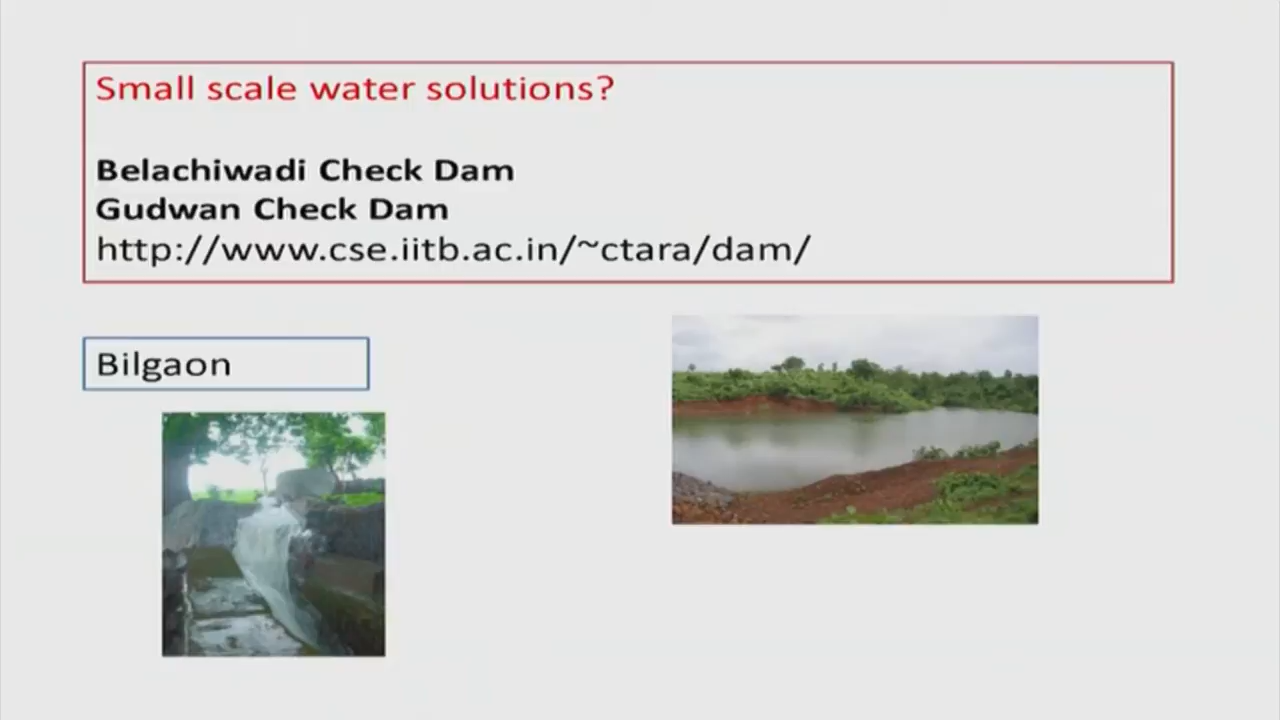 Small scale water solutions?
Belachiwadi Check Dam
Gudwan Check Dam
http://www.cse.iitb.ac.in/~ctara/dam/
Bilgaon